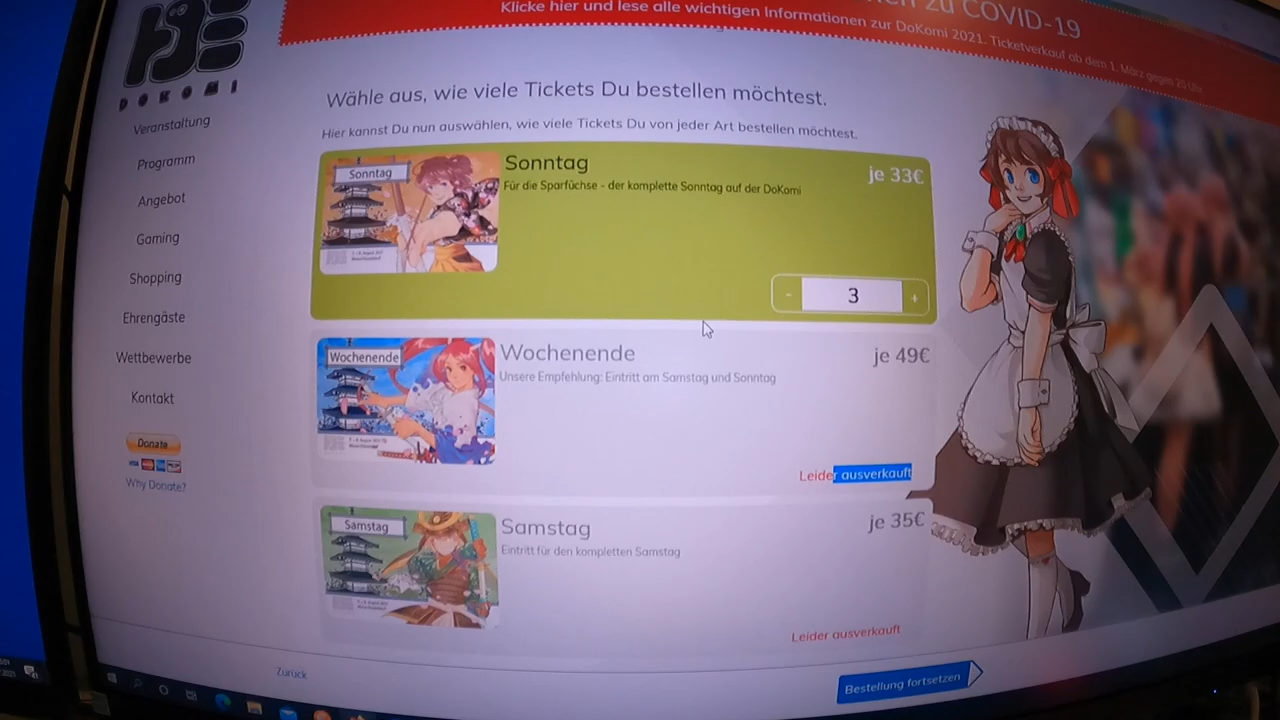 zu COVID-19
Klicke hier und lese alle wichtigen Informationen zur DoKomi 2021. Ticketverkauf ab dem 1. März gegen 20 Uhr
DOKOMI
Veranstaltung
Programm
Angebot
Gaming
Shopping
Ehrengäste
Wettbewerbe
Kontakt
Donate
Why Donate?
Wähle aus, wie viele Tickets Du bestellen möchtest.
Hier kannst Du nun auswählen, wie viele Tickets Du von jeder Art bestellen möchtest.
Sonntag
Sonntag
je 33€
Für die Sparfüchse - der komplette Sonntag auf der DoKomi
- 3 +
Wochenende
Wochenende
je 49€
Unsere Empfehlung: Eintritt am Samstag und Sonntag
Leider ausverkauft
Samstag
Samstag
je 35€
Eintritt für den kompletten Samstag
Leider ausverkauft
Zurück
Bestellung fortsetzen